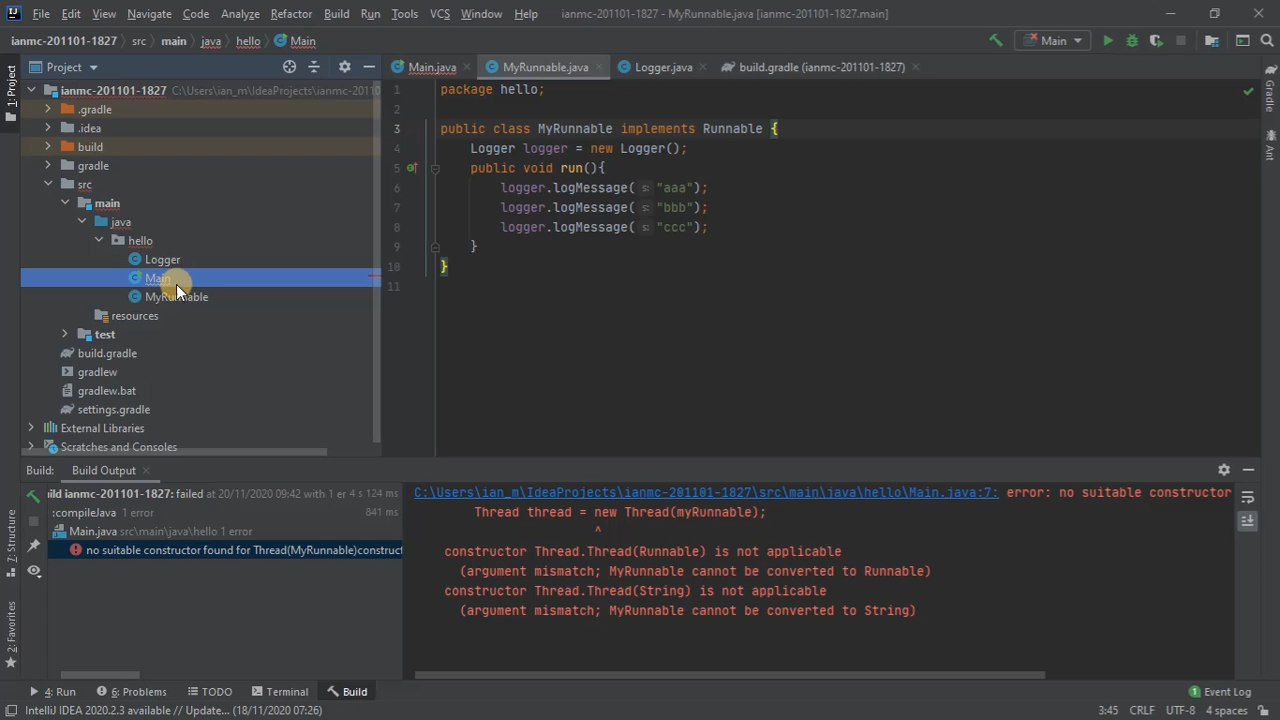 File Edit View Navigate Code Analyze Refactor Build Run Tools VCS Window Help ianmc-201101-1827 - MyRunnable.java [ianmc-201101-1827.main]
ianmc-201101-1827 src main java hello Main
Main
1: Project
Project
Main.java MyRunnable.java Logger.java build.gradle (ianmc-201101-1827)
Gradle
Ant
ianmc-201101-1827 C:\Users\ian_m\IdeaProjects\ianmc-20110
.gradle
.idea
build
gradle
src
main
java
hello
Logger
Main
MyRunnable
resources
test
build.gradle
gradlew
gradlew.bat
settings.gradle
External Libraries
Scratches and Consoles
1 package hello;
2
3 public class MyRunnable implements Runnable {
4 Logger logger = new Logger();
5 public void run(){
6 logger.logMessage( s: "aaa");
7 logger.logMessage( s: "bbb");
8 logger.logMessage( s: "ccc");
9 }
10 }
11
Build: Build Output
uild ianmc-201101-1827: failed at 20/11/2020 09:42 with 1 er 4 s 124 ms
:compileJava 1 error 841 ms
Main.java src\main\java\hello 1 error
no suitable constructor found for Thread(MyRunnable)construct
C:\Users\ian_m\IdeaProjects\ianmc-201101-1827\src\main\java\hello\Main.java:7: error: no suitable constructor
Thread thread = new Thread(myRunnable);
^
constructor Thread.Thread(Runnable) is not applicable
(argument mismatch; MyRunnable cannot be converted to Runnable)
constructor Thread.Thread(String) is not applicable
(argument mismatch; MyRunnable cannot be converted to String)
Z: Structure
2: Favorites
4: Run 6: Problems TODO Terminal Build 1 Event Log
IntelliJ IDEA 2020.2.3 available // Update... (18/11/2020 07:26) 3:45 CRLF UTF-8 4 spaces